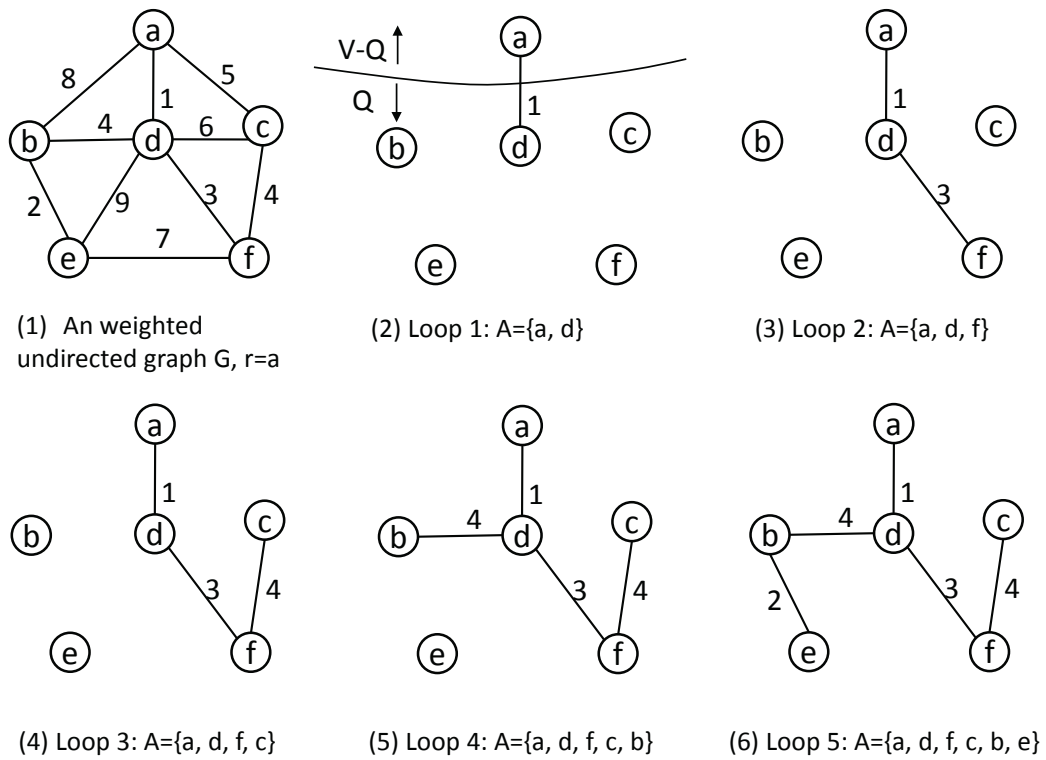 a
8
5
1
b
4
d
6
c
2
9
3
4
7
e
f
(1) An weighted
undirected graph G, r=a
V-Q
a
Q
1
b
d
c
e
f
(2) Loop 1: A={a, d}
a
1
b
d
c
3
e
f
(3) Loop 2: A={a, d, f}
a
1
b
d
c
3
4
e
f
(4) Loop 3: A={a, d, f, c}
a
1
b
4
d
c
3
4
e
f
(5) Loop 4: A={a, d, f, c, b}
a
1
b
4
d
c
2
3
4
e
f
(6) Loop 5: A={a, d, f, c, b, e}